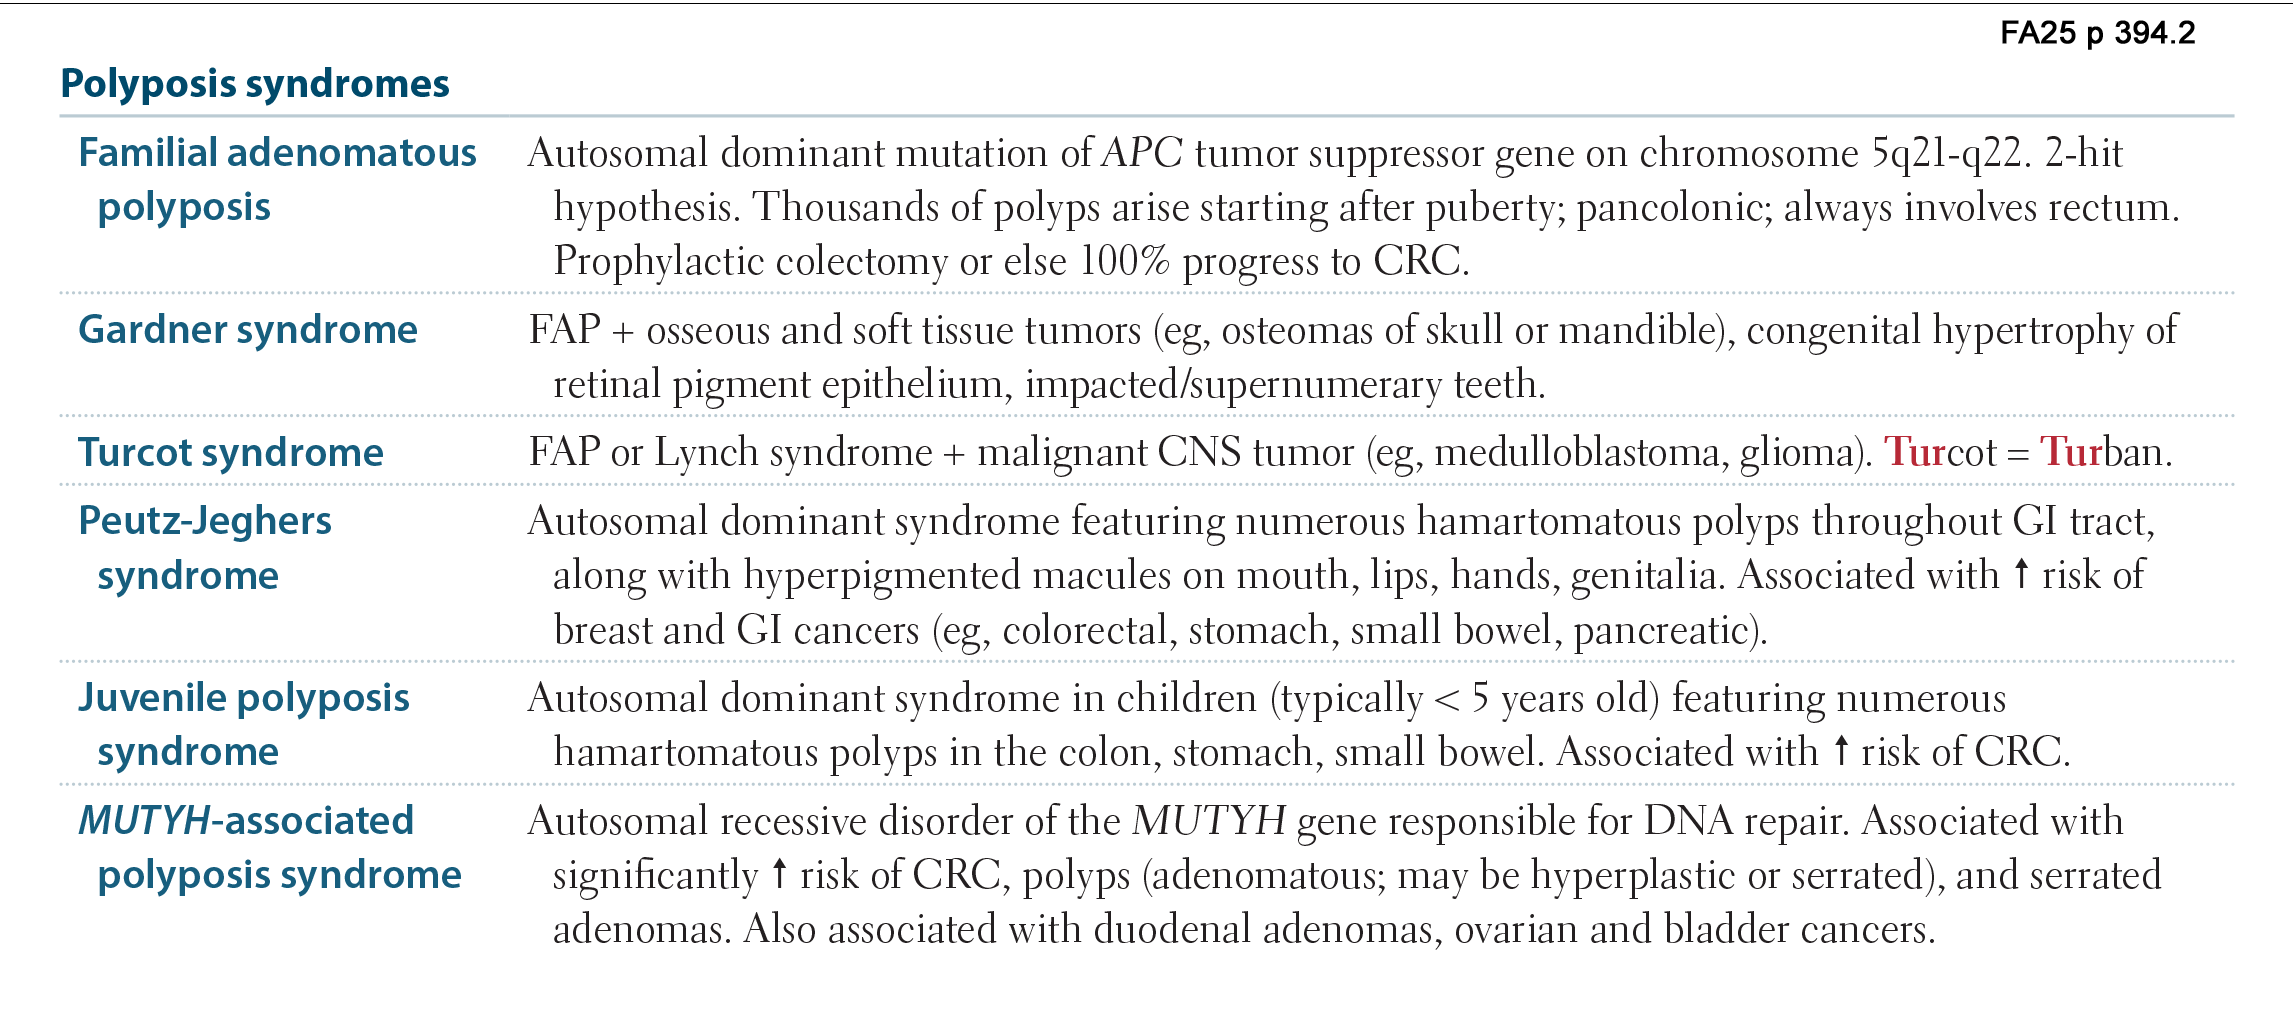 FA25 p 394.2
Polyposis syndromes
Familial adenomatous polyposis
Autosomal dominant mutation of APC tumor suppressor gene on chromosome 5q21-q22. 2-hit
hypothesis. Thousands of polyps arise starting after puberty; pancolonic; always involves rectum.
Prophylactic colectomy or else 100% progress to CRC.
Gardner syndrome
FAP + osseous and soft tissue tumors (eg, osteomas of skull or mandible), congenital hypertrophy of
retinal pigment epithelium, impacted/supernumerary teeth.
Turcot syndrome
FAP or Lynch syndrome + malignant CNS tumor (eg, medulloblastoma, glioma). Turcot = Turban.
Peutz-Jeghers
syndrome
Autosomal dominant syndrome featuring numerous hamartomatous polyps throughout GI tract,
along with hyperpigmented macules on mouth, lips, hands, genitalia. Associated with ↑ risk of
breast and GI cancers (eg, colorectal, stomach, small bowel, pancreatic).
Juvenile polyposis
syndrome
Autosomal dominant syndrome in children (typically < 5 years old) featuring numerous
hamartomatous polyps in the colon, stomach, small bowel. Associated with ↑ risk of CRC.
MUTYH-associated
polyposis syndrome
Autosomal recessive disorder of the MUTYH gene responsible for DNA repair. Associated with
significantly ↑ risk of CRC, polyps (adenomatous; may be hyperplastic or serrated), and serrated
adenomas. Also associated with duodenal adenomas, ovarian and bladder cancers.